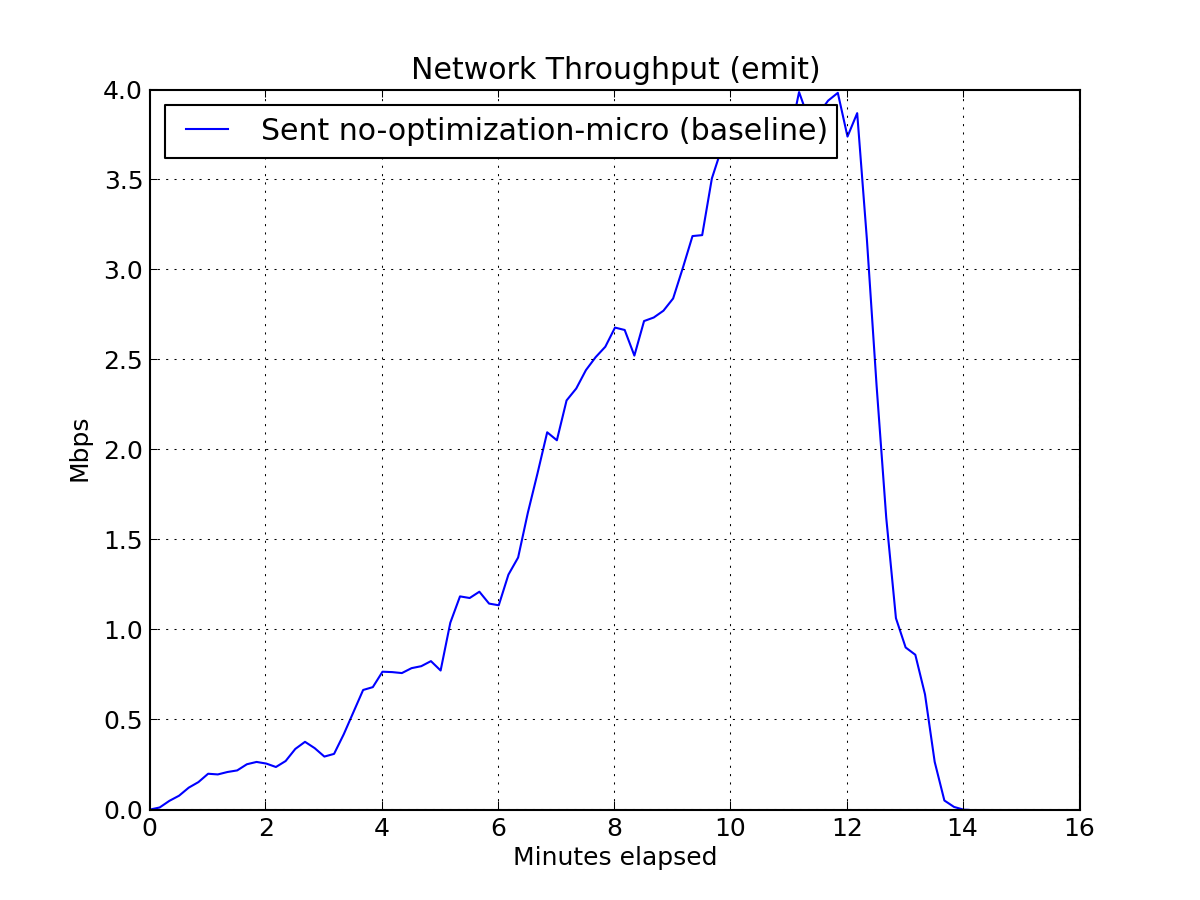 Network Throughput (emit)
Sent no-optimization-micro (baseline)
4.0
3.5
3.0
2.5
2.0
1.5
1.0
0.5
0.0
Mbps
0 2 4 6 8 10 12 14 16
Minutes elapsed